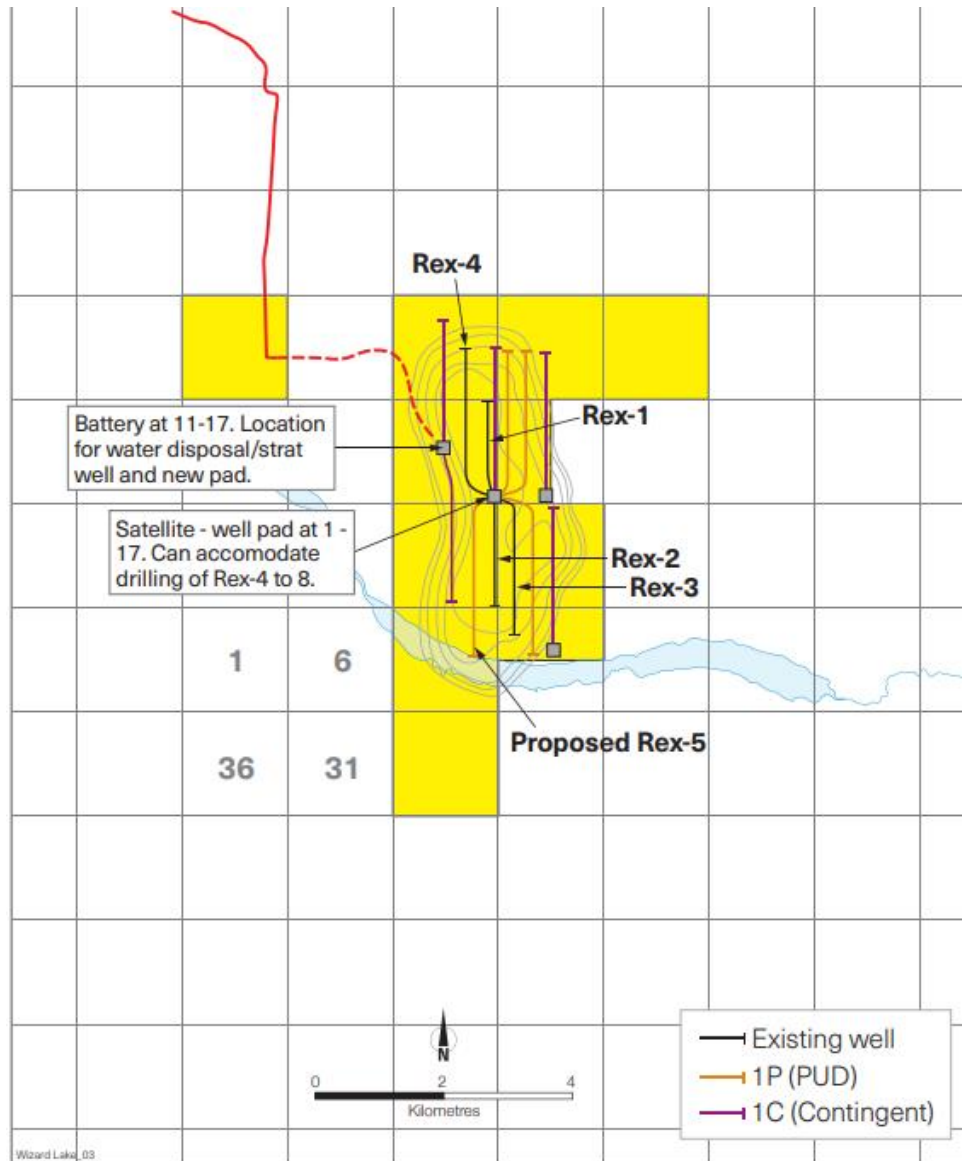 Rex-4
Rex-1
Battery at 11-17. Location
for water disposal/strat
well and new pad.
Satellite - well pad at 1 -
17. Can accomodate
drilling of Rex-4 to 8.
Rex-2
Rex-3
1
6
Proposed Rex-5
36
31
N
0
2
4
Kilometres
Existing well
1P (PUD)
1C (Contingent)
Wizard Lake_03